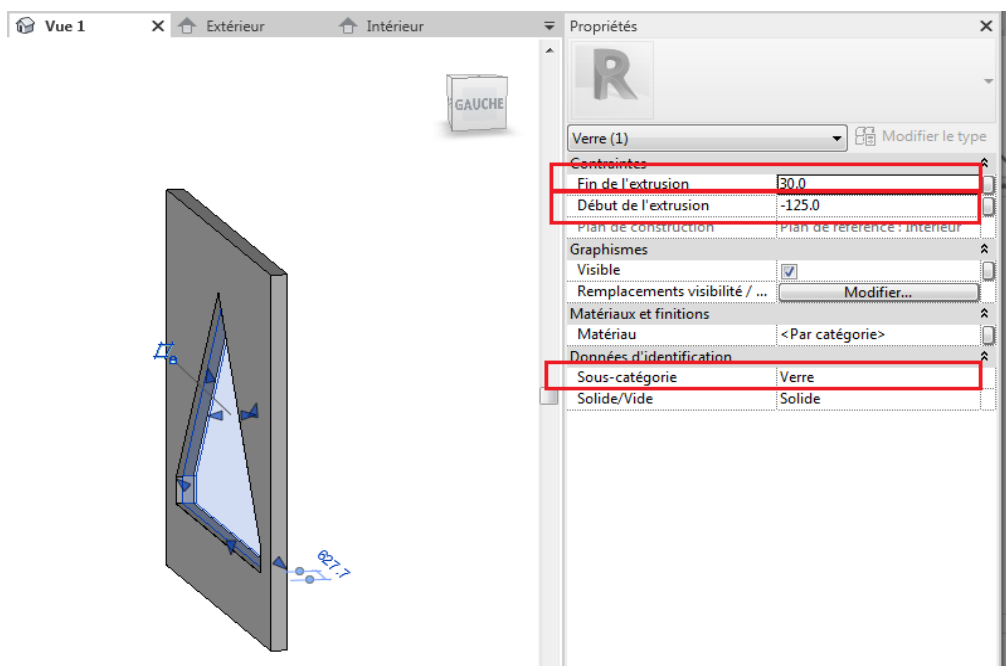 Vue 1 Extérieur Intérieur
Propriétés
GAUCHE
R
Verre (1) Modifier le type
Contraintes
Fin de l'extrusion 30.0
Début de l'extrusion -125.0
Plan de construction Plan de référence : Intérieur
Graphismes
Visible
Remplacements visibilité / ... Modifier...
Matériaux et finitions
Matériau <Par catégorie>
Données d'identification
Sous-catégorie Verre
Solide/Vide Solide
627.7